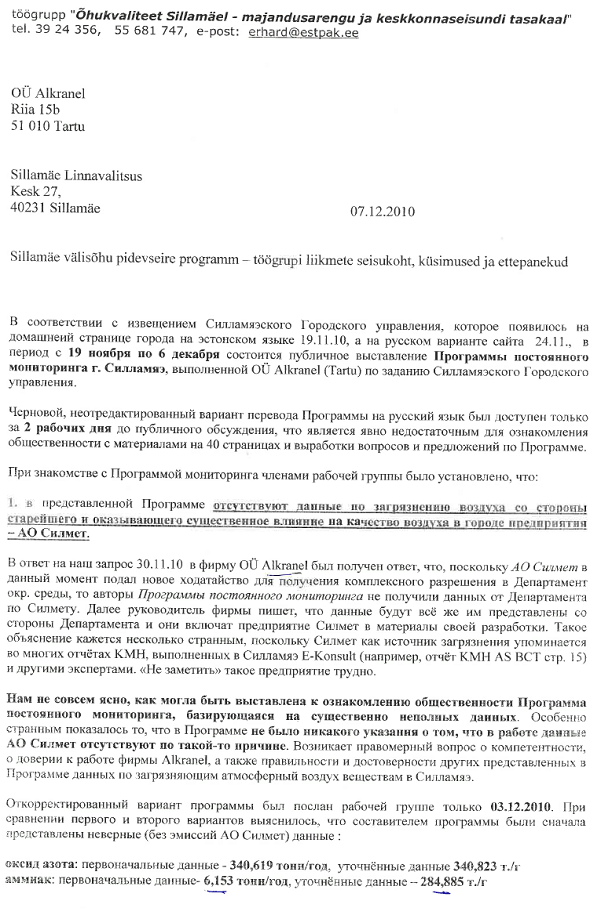 töögrupp "Õhukvaliteet Sillamäel - majandusarengu ja keskkonnaseisundi tasakaal"
tel. 39 24 356, 55 681 747, e-post: erhard@estpak.ee
OÜ Alkranel
Riia 15b
51 010 Tartu
Sillamäe Linnavalitsus
Kesk 27,
40231 Sillamäe
07.12.2010
Sillamäe välisõhu pidevseire programm – töögrupi liikmete seisukoht, küsimused ja ettepanekud
В соответствии с извещением Силламяэского Городского управления, которое появилось на
домашнеий странице города на эстонском языке 19.11.10, а на русском варианте сайта 24.11., в
период с 19 ноября по 6 декабря состоится публичное выставление Программы постоянного
мониторинга г. Силламяэ, выполненной OÜ Alkranel (Tartu) по заданию Силламяэского Городского
управления.
Черновой, неотредактированный вариант перевода Программы на русский язык был доступен только
за 2 рабочих дня до публичного обсуждения, что является явно недостаточным для ознакомления
общественности с материалами на 40 страницах и выработки вопросов и предложений по Программе.
При знакомстве с Программой мониторинга членами рабочей группы было установлено, что:
1. в представленной Программе отсутствуют данные по загрязнению воздуха со стороны
старейшего и оказывающего существенное влияние на качество воздуха в городе предприятия
– АО Силмет.
В ответ на наш запрос 30.11.10 в фирму OÜ Alkranel был получен ответ, что, поскольку АО Силмет в
данный момент подал новое ходатайство для получения комплексного разрешения в Департамент
окр. среды, то авторы Программы постоянного мониторинга не получили данных от Департамента
по Силмету. Далее руководитель фирмы пишет, что данные будут всё же им представлены со
стороны Департамента и они включат предприятие Силмет в материалы своей разработки. Такое
объяснение кажется несколько странным, поскольку Силмет как источник загрязнения упоминается
во многих отчётах КМН, выполненных в Силламяэ E-Konsult (например, отчёт КМН AS BCT стр. 15)
и другими экспертами. «Не заметить» такое предприятие трудно.
Нам не совсем ясно, как могла быть выставлена к ознакомлению общественности Программа
постоянного мониторинга, базирующаяся на существенно неполных данных. Особенно
странным показалось то, что в Программе не было никакого указания о том, что в работе данные
АО Силмет отсутствуют по такой-то причине. Возникает правомерный вопрос о компетентности,
о доверии к работе фирмы Alkranel, а также правильности и достоверности других представленных в
Программе данных по загрязняющим атмосферный воздух веществам в Силламяэ.
Откорректированный вариант программы был послан рабочей группе только 03.12.2010. При
сравнении первого и второго вариантов выяснилось, что составителем программы были сначала
представлены неверные (без эмиссий АО Силмет) данные :
оксид азота: первоначальные данные - 340,619 тонн/год, уточнённые данные 340,823 т./г
аммиак: первоначальные данные- 6,153 тонн/год, уточнённые данные – 284,885 т./г